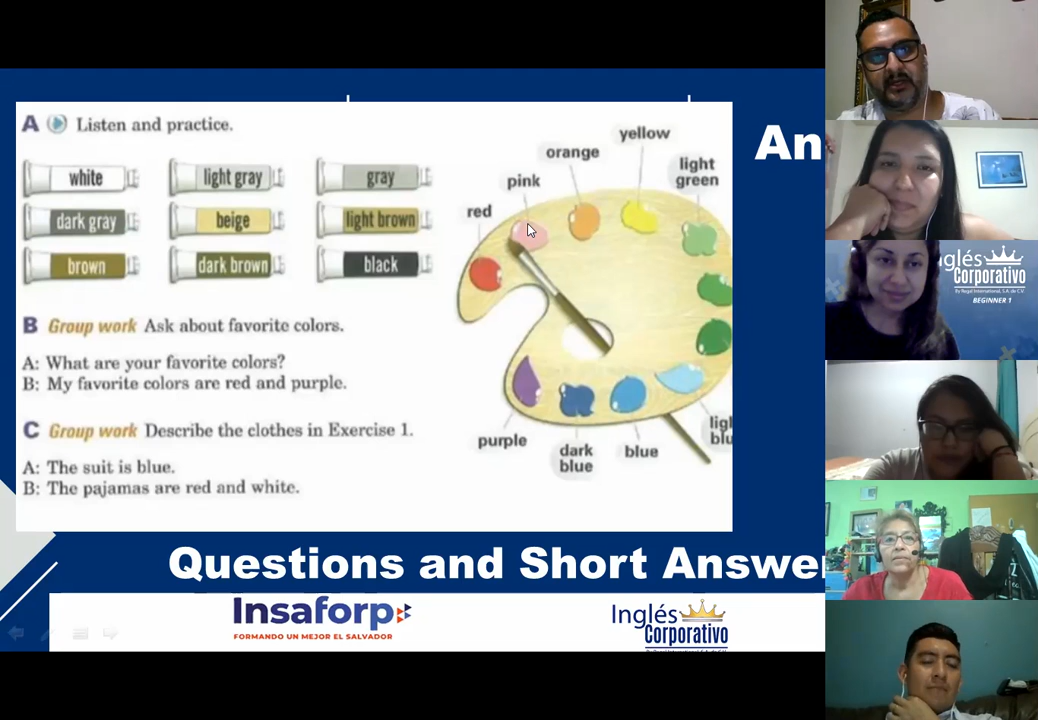 A Listen and practice.
white
light gray
gray
dark gray
beige
light brown
brown
dark brown
black
red
pink
orange
yellow
light
green
purple
dark
blue
blue
B Group work Ask about favorite colors.
A: What are your favorite colors?
B: My favorite colors are red and purple.
C Group work Describe the clothes in Exercise 1.
A: The suit is blue.
B: The pajamas are red and white.
An
Questions and Short Answe
Insaforp
FORMANDO UN MEJOR EL SALVADOR
Inglés
Corporativo
glés
Corporativo
By Regal International, S.A. de C.V.
BEGINNER 1